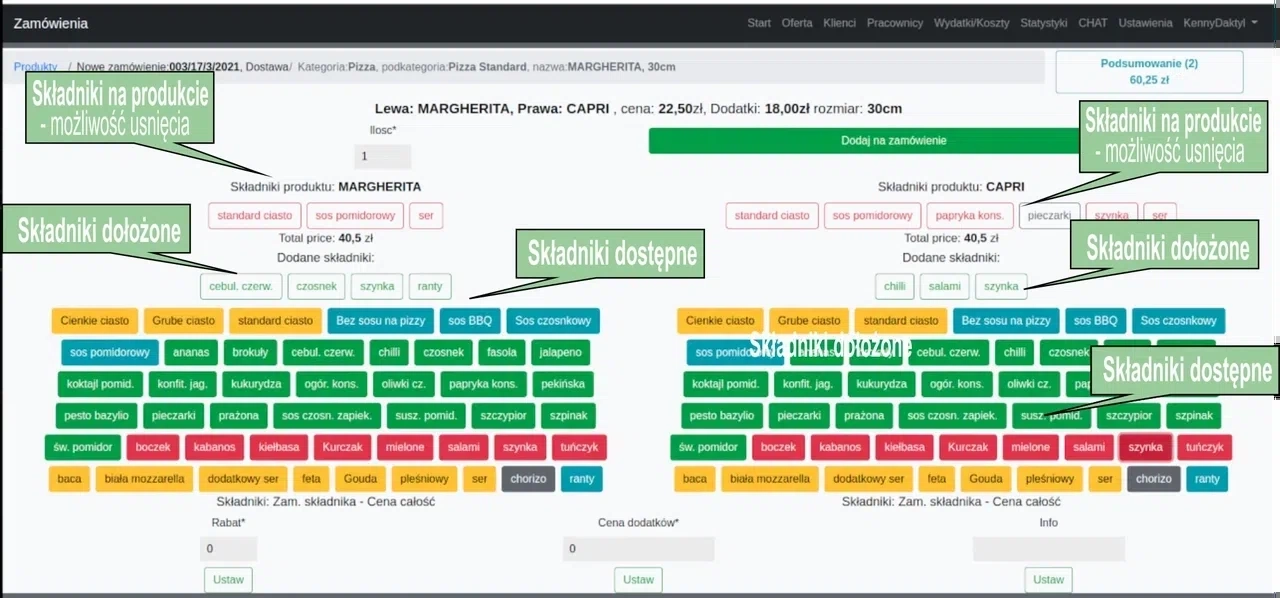 Zamówienia
Start Oferta Klienci Pracownicy Wydatki/Koszty Statystyki CHAT Ustawienia KennyDaktyl
Produkty / Nowe zamówienie:003/17/3/2021, Dostawa/ Kategoria:Pizza, podkategoria:Pizza Standard, nazwa:MARGHERITA, 30cm
Podsumowanie (2)
60,25 zł
Składniki na produkcie
- możliwość usnięcia
Lewa: MARGHERITA, Prawa: CAPRI , cena: 22,50zł, Dodatki: 18,00zł rozmiar: 30cm
Ilosc*
1
Dodaj na zamówienie
Składniki na produkcie
- możliwość usnięcia
Składniki produktu: MARGHERITA
Składniki produktu: CAPRI
standard ciasto sos pomidorowy ser
standard ciasto sos pomidorowy papryka kons. pieczarki szynka ser
Składniki dołożone
Total price: 40,5 zł
Dodane składniki:
Składniki dostępne
Total price: 40,5 zł
Dodane składniki:
Składniki dołożone
cebul. czerw. czosnek szynka ranty
chilli salami szynka
Cienkie ciasto Grube ciasto standard ciasto Bez sosu na pizzy sos BBQ Sos czosnkowy
sos pomidorowy ananas brokuły cebul. czerw. chilli czosnek fasola jalapeno
koktajl pomid. konfit. jag. kukurydza ogór. kons. oliwki cz. papryka kons. pekińska
pesto bazylio pieczarki prażona sos czosn. zapiek. susz. pomid. szczypior szpinak
św. pomidor boczek kabanos kiełbasa Kurczak mielone salami szynka tuńczyk
baca biała mozzarella dodatkowy ser feta Gouda pleśniowy ser chorizo ranty
Składniki: Zam. składnika - Cena całość
Cienkie ciasto Grube ciasto standard ciasto Bez sosu na pizzy sos BBQ Sos czosnkowy
Składniki dołożone
cebul. czerw. chilli czosnek
Składniki dostępne
koktajl pomid. konfit. jag. kukurydza ogór. kons. oliwki cz.
pesto bazylio pieczarki prażona sos czosn. zapiek. susz. pomid. szczypior szpinak
św. pomidor boczek kabanos kiełbasa Kurczak mielone salami szynka tuńczyk
baca biała mozzarella dodatkowy ser feta Gouda pleśniowy ser chorizo ranty
Składniki: Zam. składnika - Cena całość
Rabat* Cena dodatków* Info
0 0
Ustaw Ustaw Ustaw